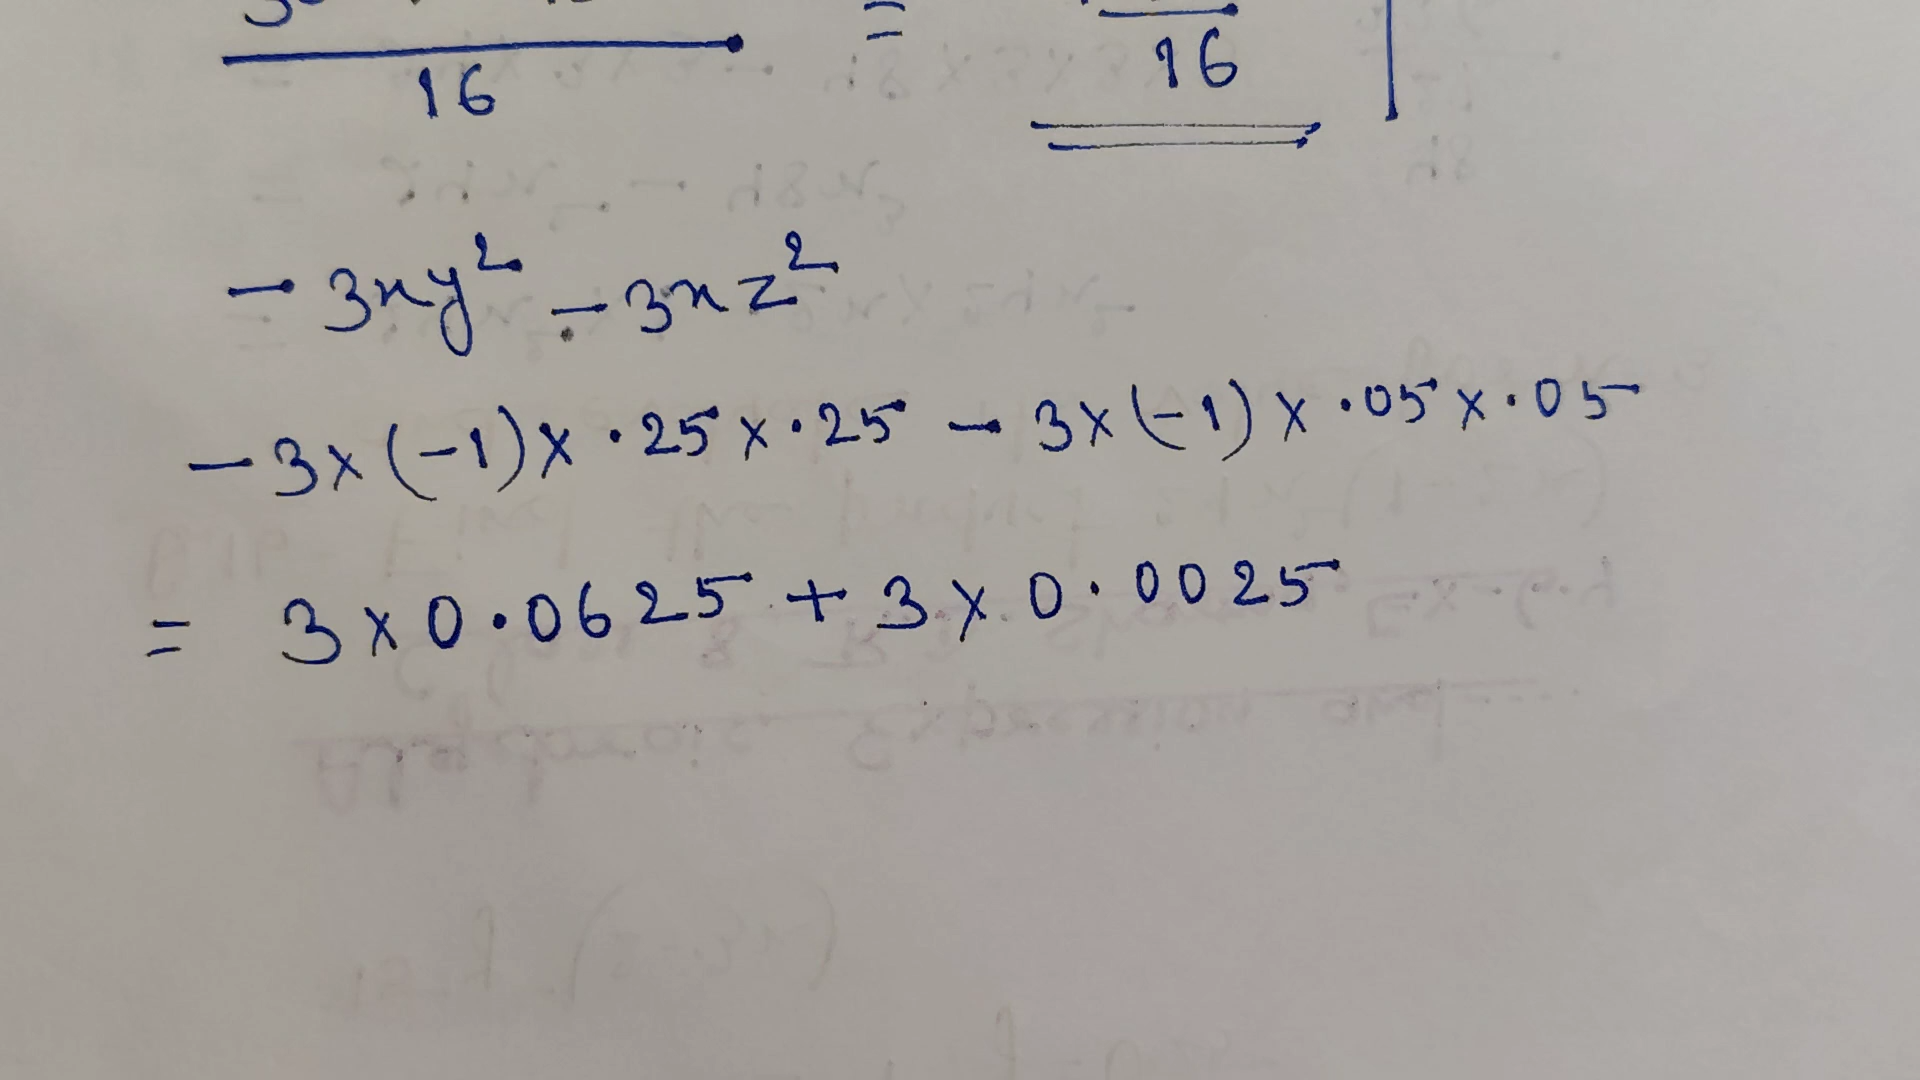 16 = 16
- 3xy² - 3xz²
- 3x(-1)x .25x.25 - 3x(-1)x .05x.05
= 3x0.0625 + 3x0.0025